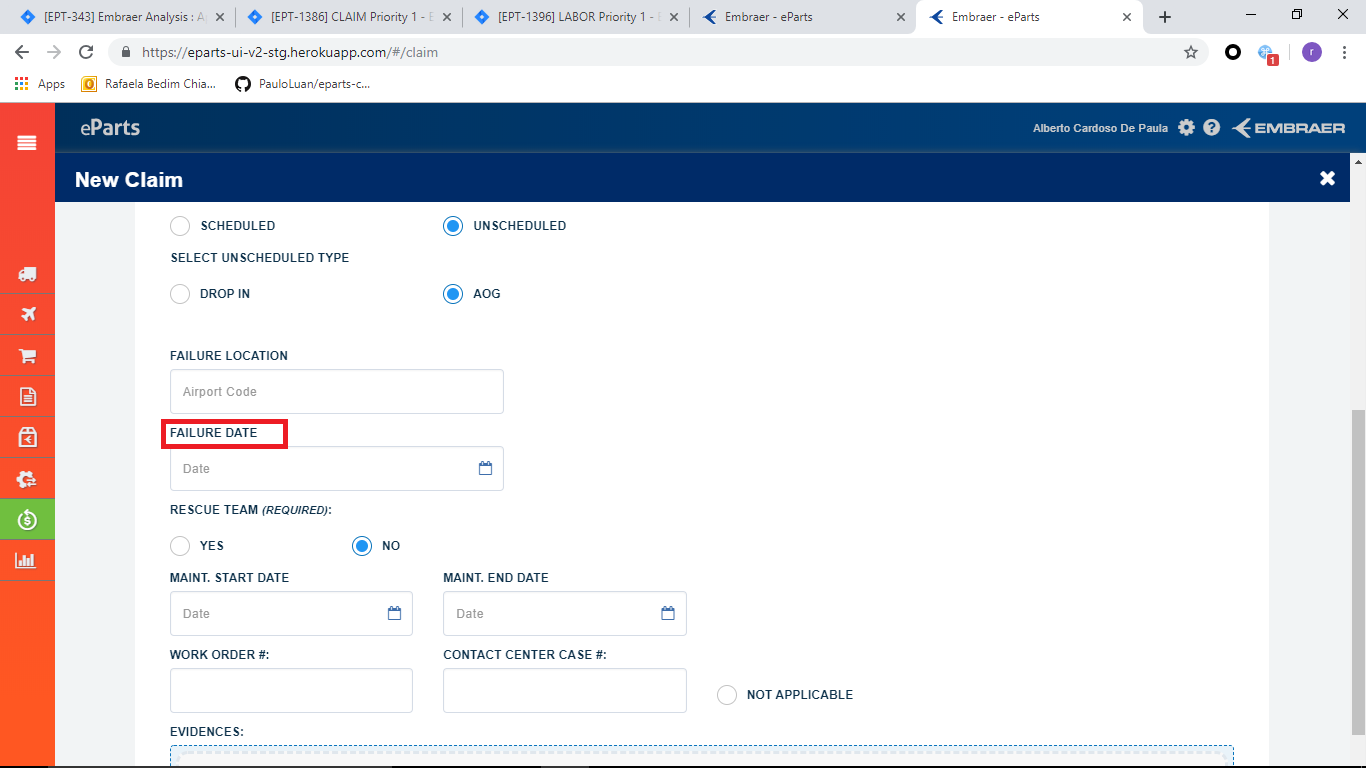 [EPT-343] Embraer Analysis : A
[EPT-1386] CLAIM Priority 1 - E
[EPT-1396] LABOR Priority 1 - E
Embraer - eParts
Embraer - eParts
https://eparts-ui-v2-stg.herokuapp.com/#/claim
1
r
Apps
Rafaela Bedim Chia...
PauloLuan/eparts-c...
eParts
Alberto Cardoso De Paula
EMBRAER
New Claim
SCHEDULED
UNSCHEDULED
SELECT UNSCHEDULED TYPE
DROP IN
AOG
FAILURE LOCATION
Airport Code
FAILURE DATE
Date
RESCUE TEAM (REQUIRED):
YES
NO
MAINT. START DATE
MAINT. END DATE
Date
Date
WORK ORDER #:
CONTACT CENTER CASE #:
NOT APPLICABLE
EVIDENCES: